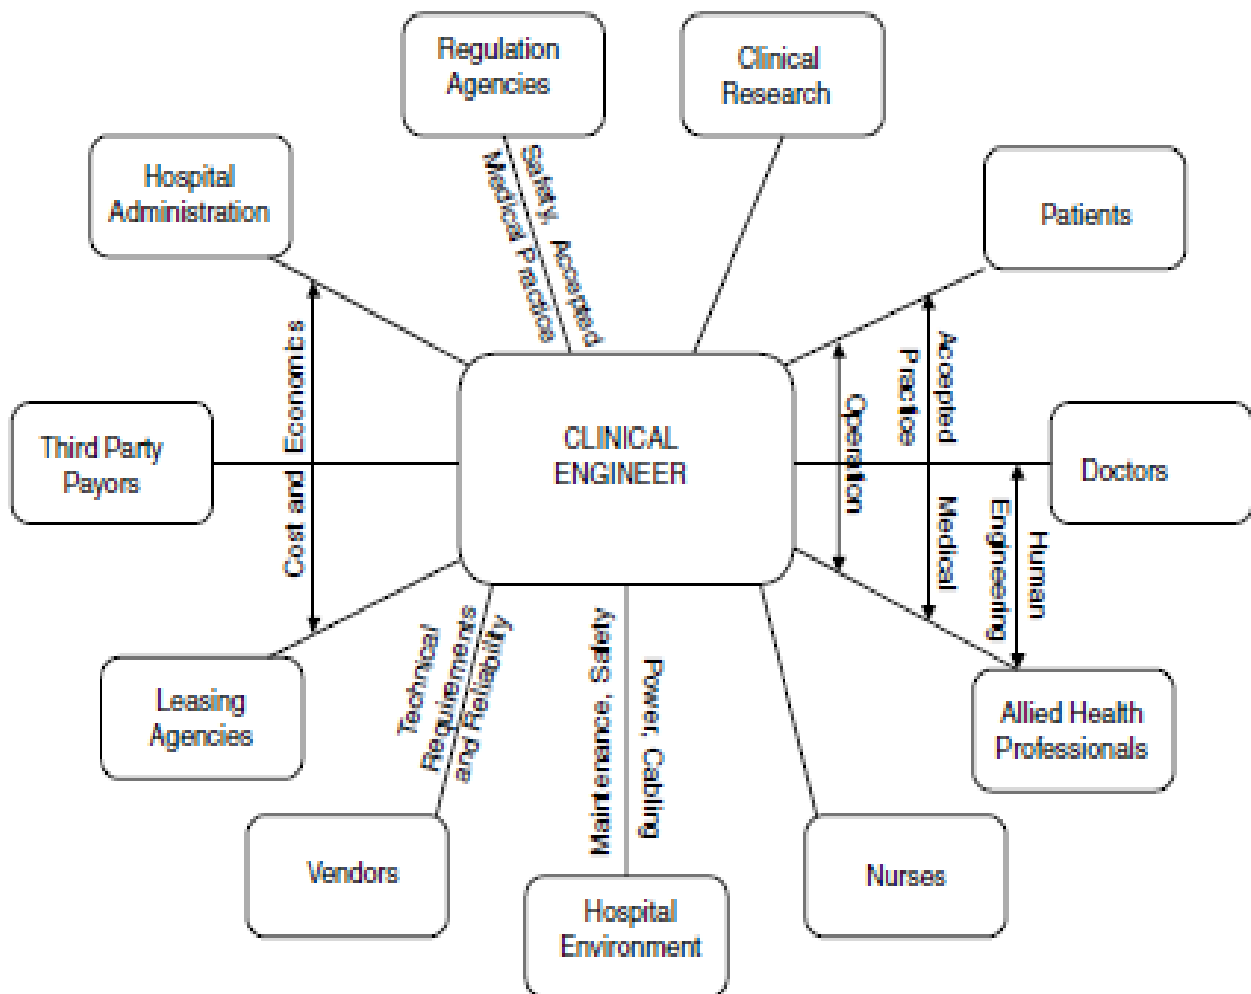 Regulation
Agencies
Clinical
Research
Hospital
Administration
Patients
Safety, Accepted
Medical Practice
Third Party
Payors
Cost and Economics
CLINICAL
ENGINEER
Operation
Accepted
Practice
Medical
Doctors
Human
Engineering
Leasing
Agencies
Technical
Requirements
and Reliability
Maintenance, Safety
Power, Cabling
Allied Health
Professionals
Vendors
Hospital
Environment
Nurses